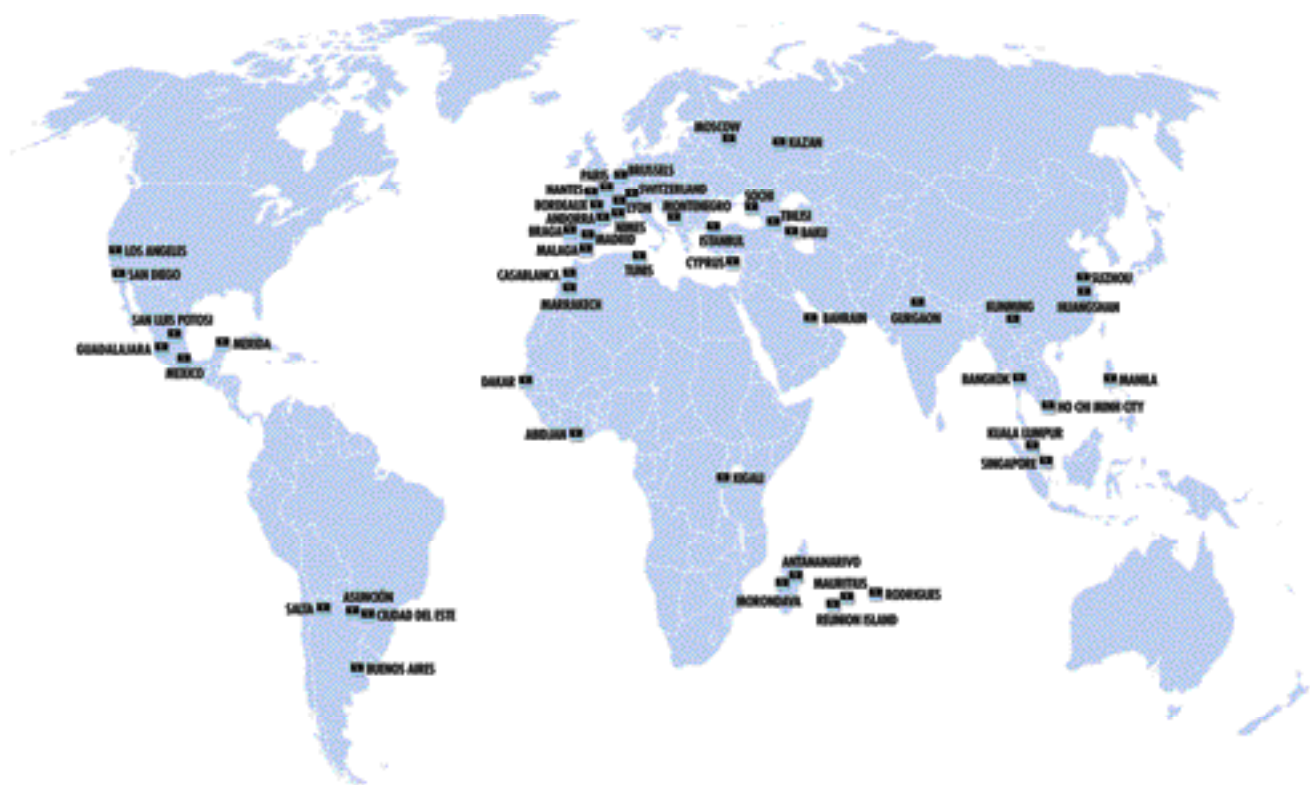 MOSCOW
KAZAN
PARIS
BRUSSELS
NANTES
SWITZERLAND
BORDEAUX
LYON
MONTENEGRO
SOCHI
ANDORRA
NIMES
TBILISI
BRAGA
MADRID
ISTANBUL
BAKU
MALAGA
CYPRUS
LOS ANGELES
SAN DIEGO
CASABLANCA
TUNIS
SUZHOU
MARRAKECH
HUANGSHAN
SAN LUIS POTOSI
BAHRAIN
GURGAON
KUNMING
GUADALAJARA
MERIDA
MEXICO
DAKAR
BANGKOK
MANILA
HO CHI MINH CITY
ABIDJAN
KUALA LUMPUR
SINGAPORE
KIGALI
ANTANANARIVO
MAURITIUS
RODRIGUES
MORONDAVA
REUNION ISLAND
SALTA
ASUNCIÓN
CIUDAD DEL ESTE
BUENOS AIRES